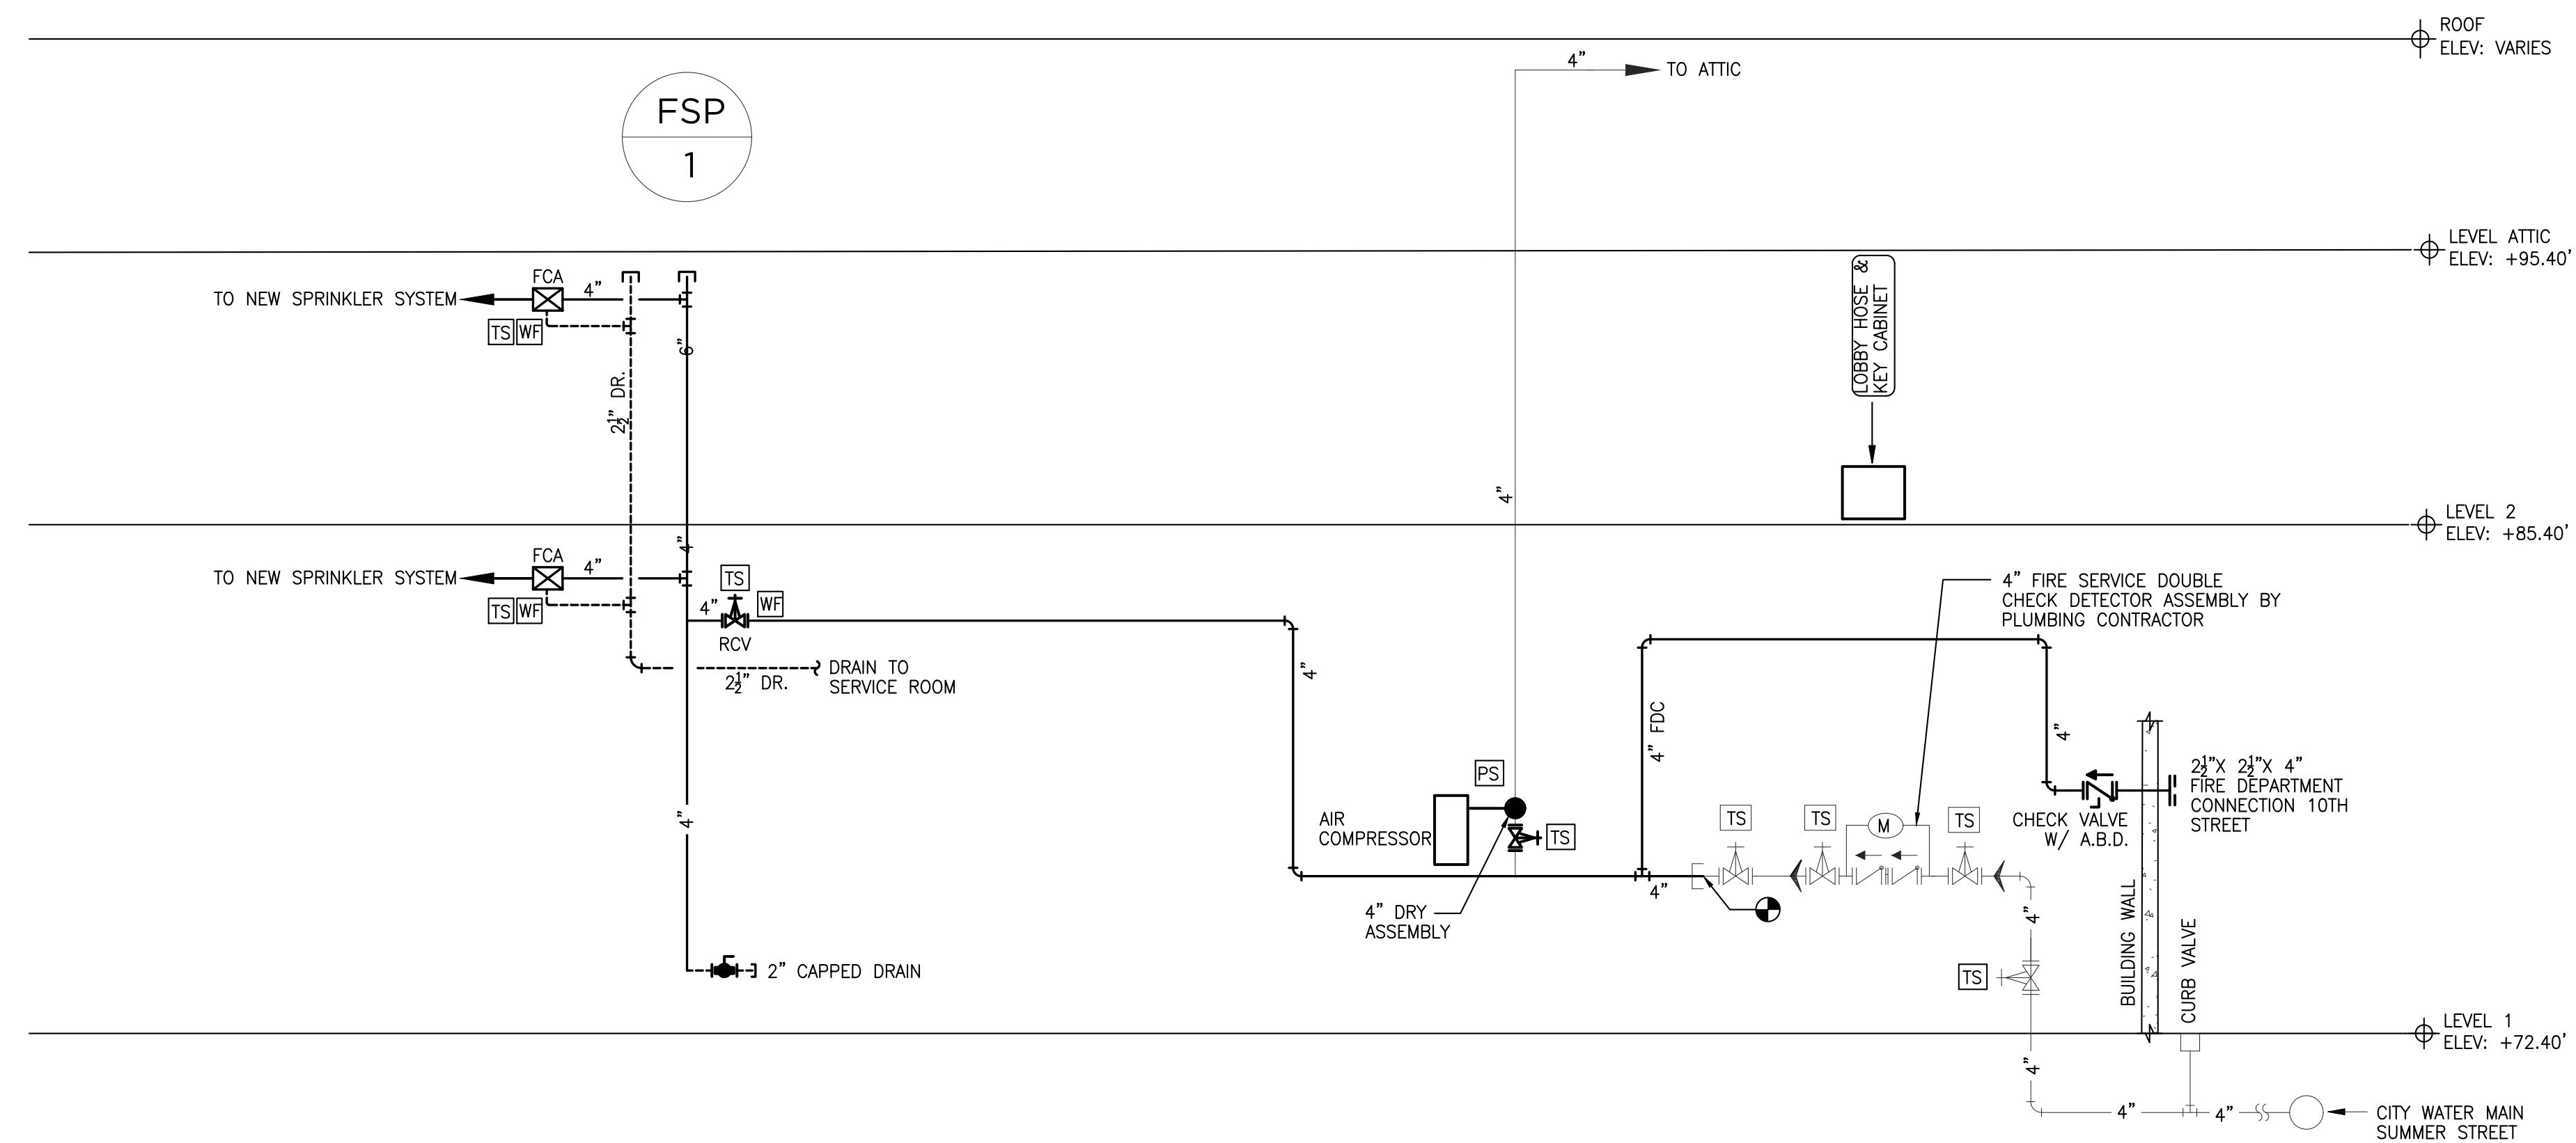 ROOF
ELEV: VARIES
4"
TO ATTIC
FSP
1
LEVEL ATTIC
ELEV: +95.40'
FCA
4"
TO NEW SPRINKLER SYSTEM
TS
WF
6"
2½" DR.
LOBBY HOSE &
KEY CABINET
4"
LEVEL 2
ELEV: +85.40'
4"
FCA
4"
TO NEW SPRINKLER SYSTEM
TS
WF
TS
4"
WF
RCV
2½" DR.
DRAIN TO
SERVICE ROOM
4"
4" FIRE SERVICE DOUBLE
CHECK DETECTOR ASSEMBLY BY
PLUMBING CONTRACTOR
4" FDC
4"
PS
AIR
COMPRESSOR
TS
4" DRY
ASSEMBLY
4"
TS
TS
M
TS
CHECK VALVE
W/ A.B.D.
2½"X 2½"X 4"
FIRE DEPARTMENT
CONNECTION 10TH
STREET
4"
2" CAPPED DRAIN
4"
TS
BUILDING WALL
CURB VALVE
LEVEL 1
ELEV: +72.40'
4"
4"
4"
CITY WATER MAIN
SUMMER STREET